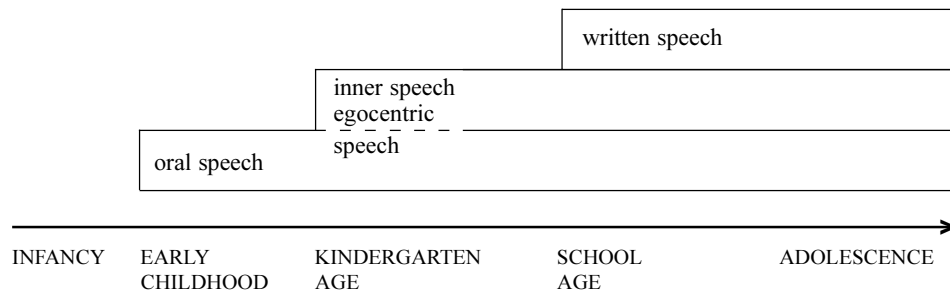 written speech
inner speech
egocentric
speech
oral speech
INFANCY EARLY CHILDHOOD KINDERGARTEN AGE SCHOOL AGE ADOLESCENCE